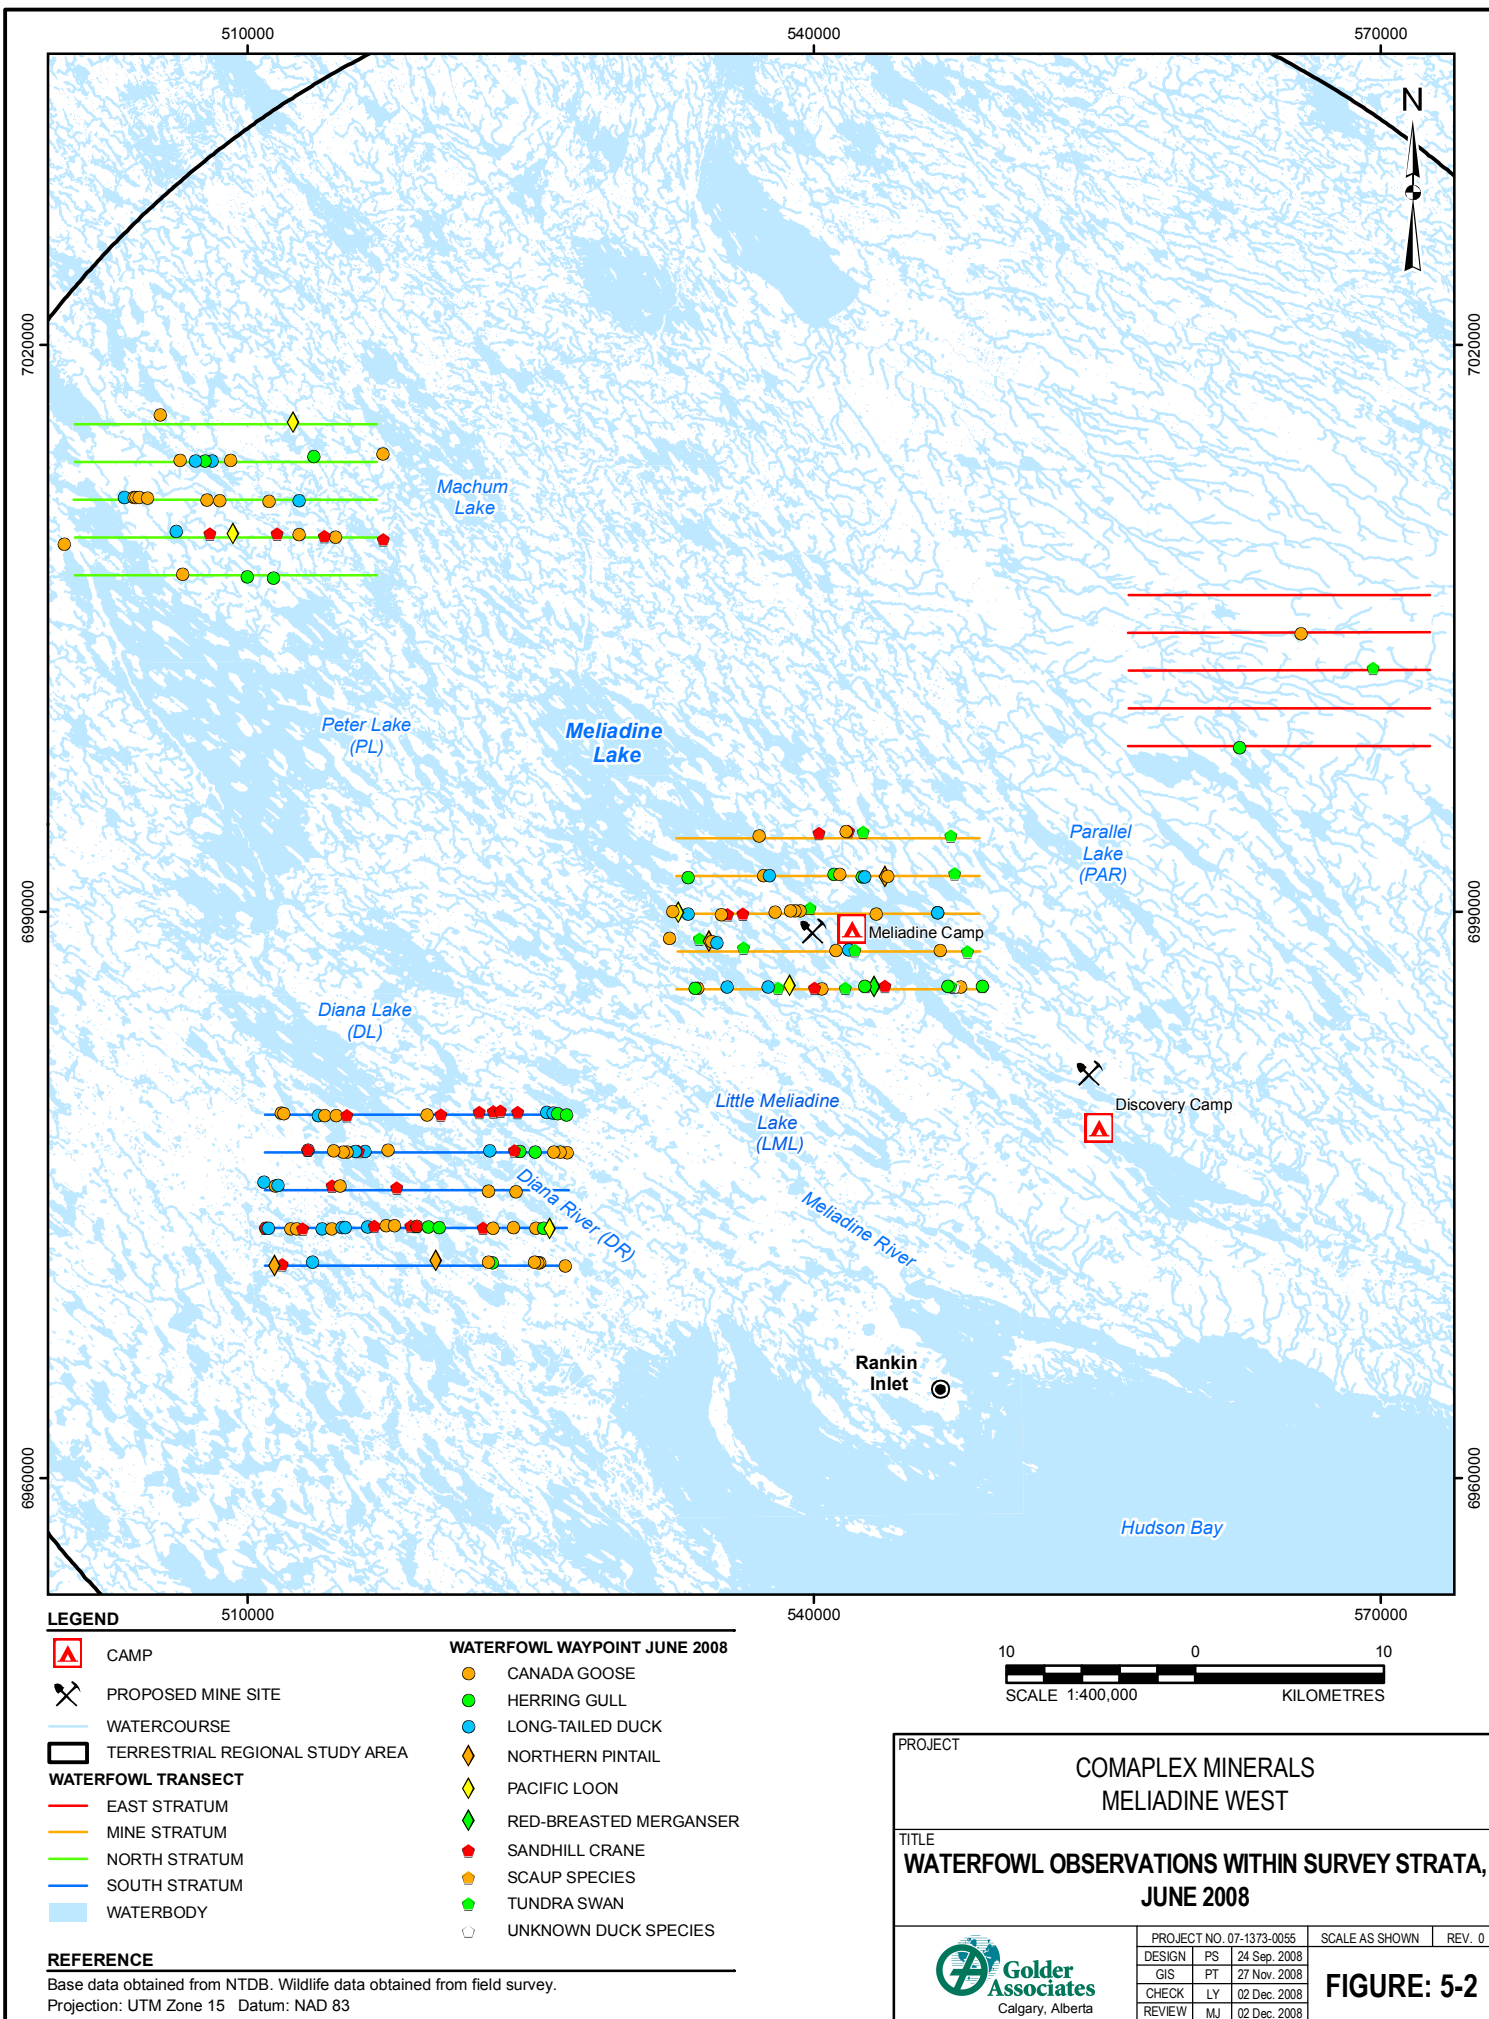 510000
540000
570000
N
7020000
7020000
Machum
Lake
Peter Lake
(PL)
Meliadine
Lake
Parallel
Lake
(PAR)
6990000
6990000
Meliadine Camp
Diana Lake
(DL)
Discovery Camp
Little Meliadine
Lake
(LML)
Diana River (DR)
Meliadine River
Rankin
Inlet
6960000
6960000
Hudson Bay
510000
540000
570000
LEGEND
CAMP
PROPOSED MINE SITE
WATERCOURSE
TERRESTRIAL REGIONAL STUDY AREA
WATERFOWL TRANSECT
EAST STRATUM
MINE STRATUM
NORTH STRATUM
SOUTH STRATUM
WATERBODY
WATERFOWL WAYPOINT JUNE 2008
CANADA GOOSE
HERRING GULL
LONG-TAILED DUCK
NORTHERN PINTAIL
PACIFIC LOON
RED-BREASTED MERGANSER
SANDHILL CRANE
SCAUP SPECIES
TUNDRA SWAN
UNKNOWN DUCK SPECIES
REFERENCE
Base data obtained from NTDB. Wildlife data obtained from field survey.
Projection: UTM Zone 15 Datum: NAD 83
10 0 10
SCALE 1:400,000 KILOMETRES
PROJECT
COMAPLEX MINERALS
MELIADINE WEST
TITLE
WATERFOWL OBSERVATIONS WITHIN SURVEY STRATA,
JUNE 2008
Golder
Associates
Calgary, Alberta
PROJECT NO. 07-1373-0055 SCALE AS SHOWN REV. 0
DESIGN PS 24 Sep. 2008
GIS PT 27 Nov. 2008
CHECK LY 02 Dec. 2008
REVIEW MJ 02 Dec. 2008
FIGURE: 5-2